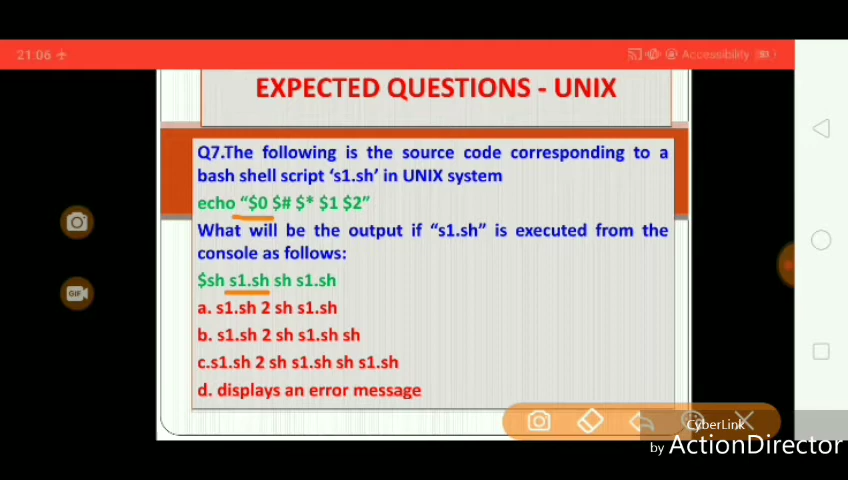 21:06
Accessibility 93
EXPECTED QUESTIONS - UNIX
Q7.The following is the source code corresponding to a
bash shell script 's1.sh' in UNIX system
echo "$0 $# $* $1 $2"
What will be the output if "s1.sh" is executed from the
console as follows:
$sh s1.sh sh s1.sh
a. s1.sh 2 sh s1.sh
b. s1.sh 2 sh s1.sh sh
c.s1.sh 2 sh s1.sh sh s1.sh
d. displays an error message
GIF
CyberLink
by ActionDirector